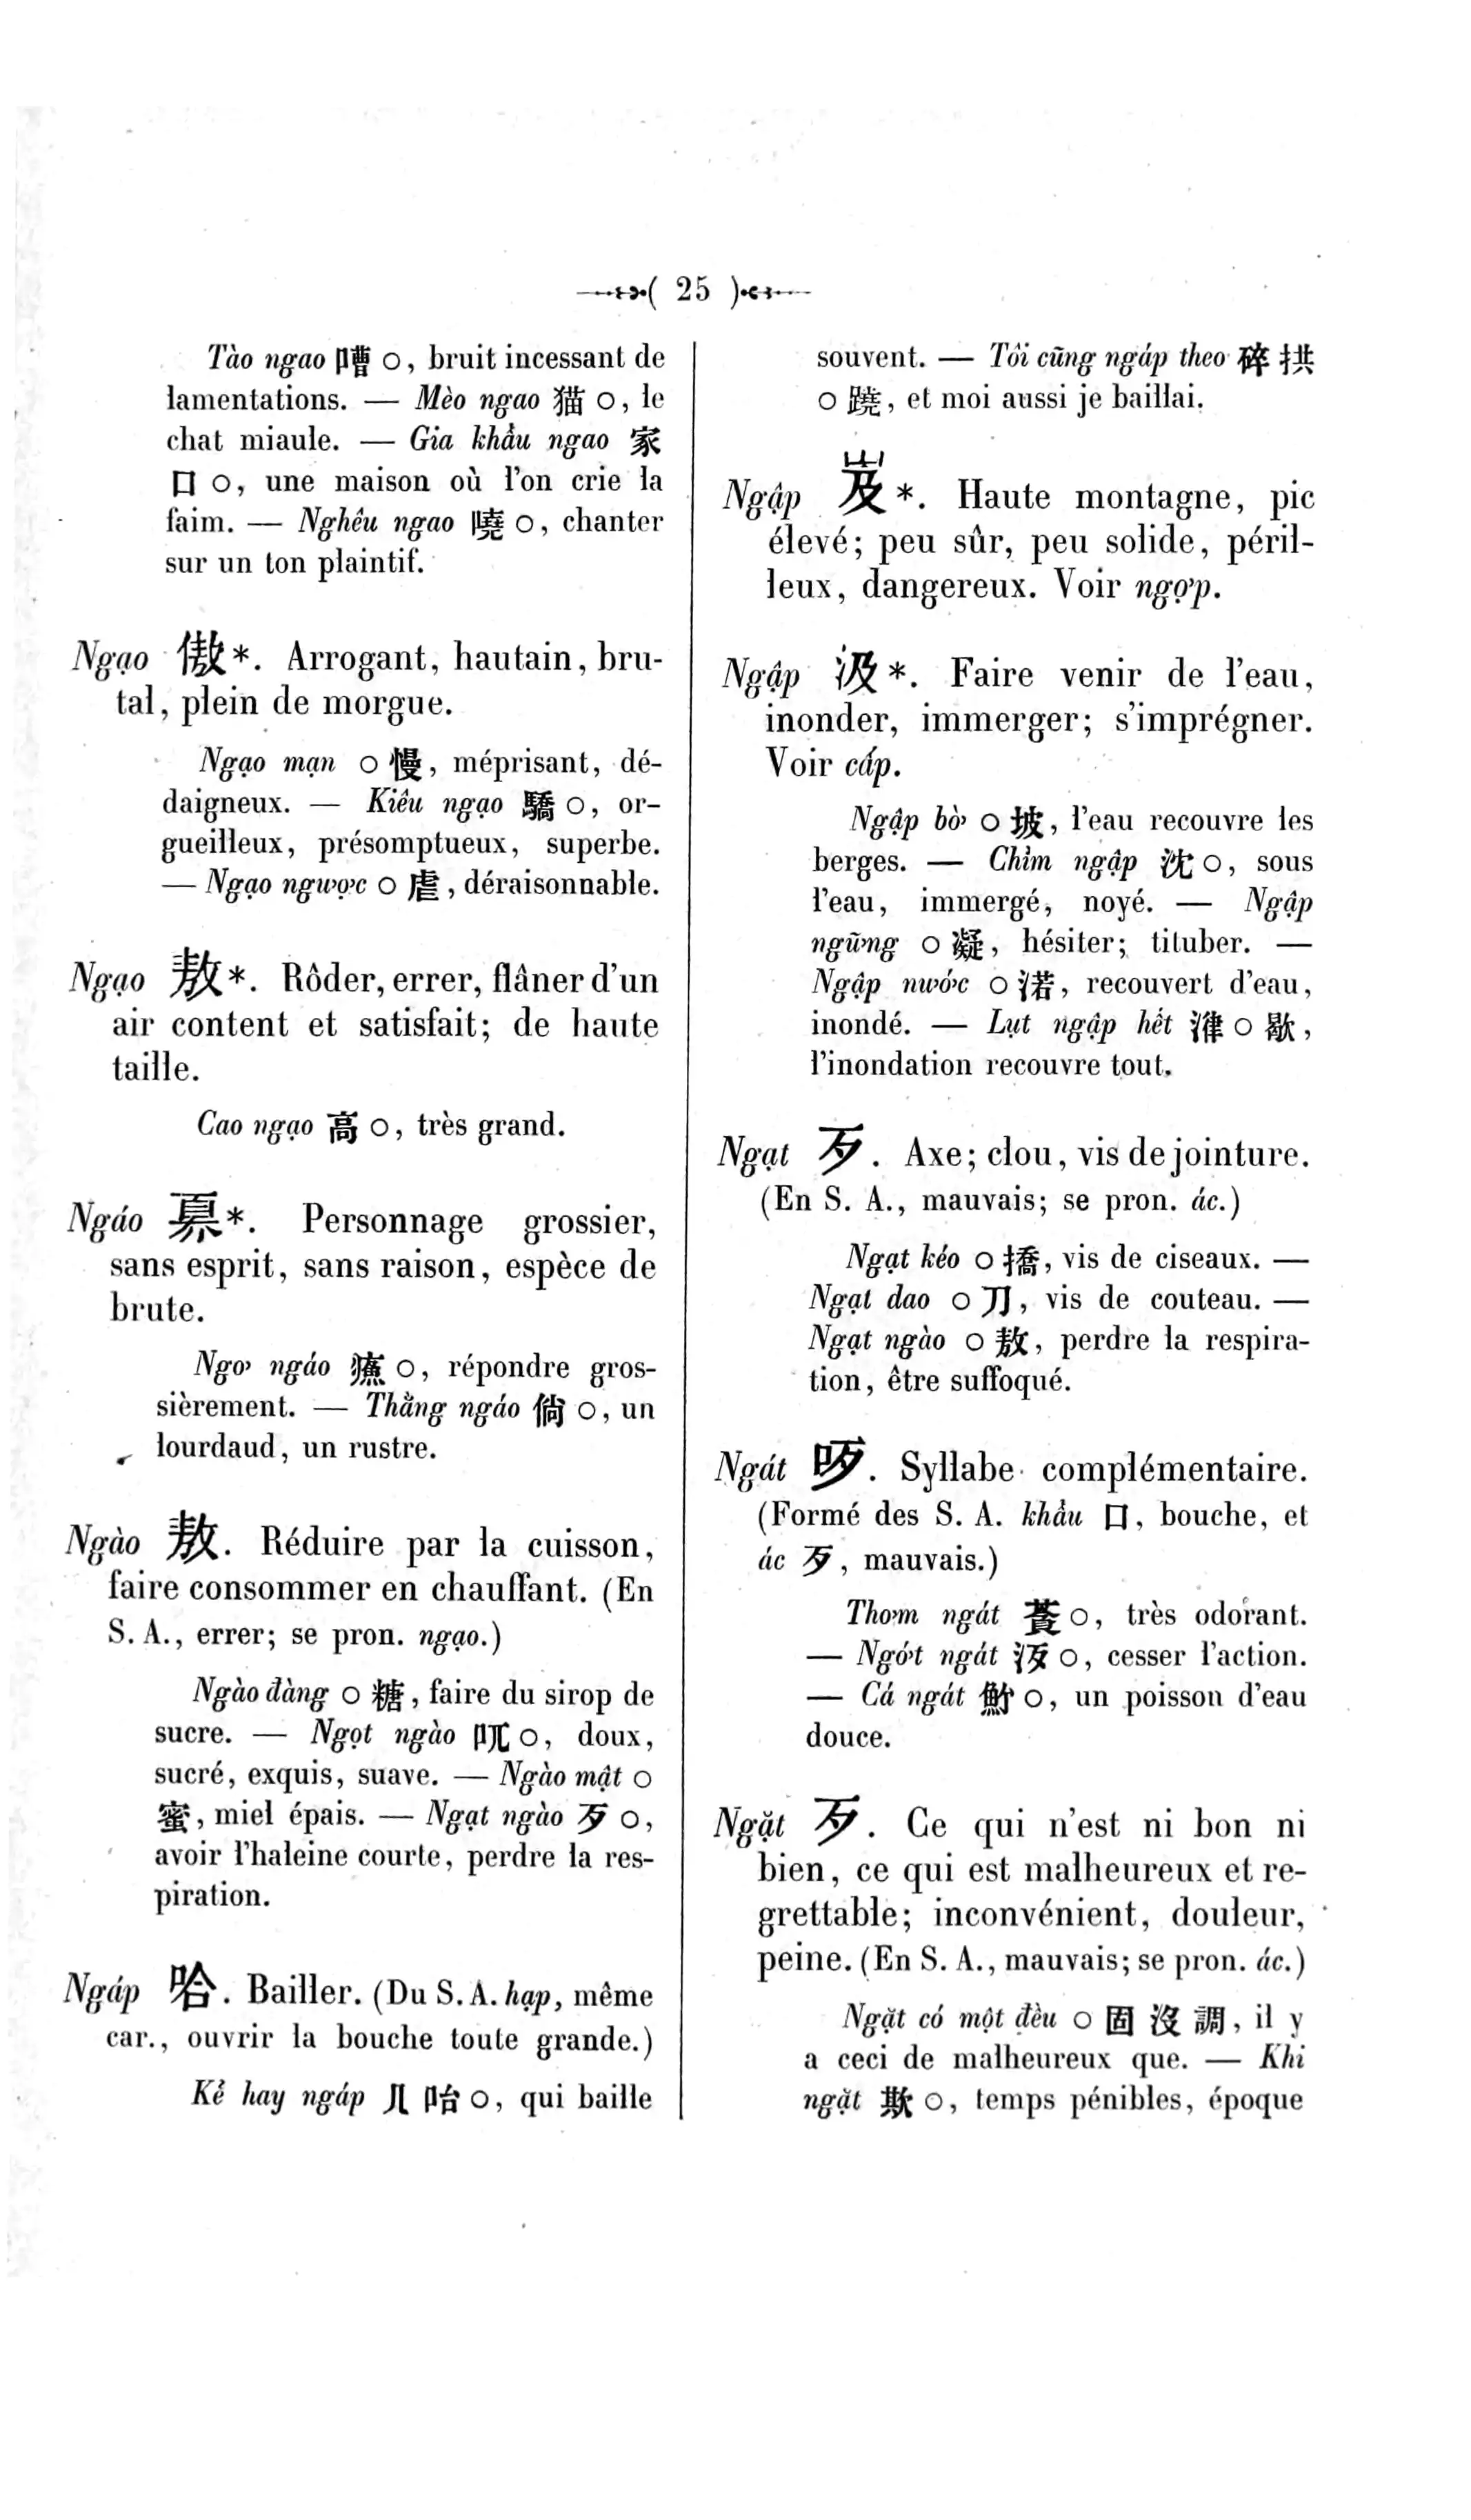 ( 25 )
Tào ngao 嘈 ○, bruit incessant de
lamentations. — Mèo ngao 猫 ○, le
chat miaule. — Gia khẩu ngao 家
口 ○, une maison où l'on crie la
faim. — Nghêu ngao 嘵 ○, chanter
sur un ton plaintif.
Ngạo 傲*. Arrogant, hautain, bru-
tal, plein de morgue.
Ngạo mạn ○ 慢, méprisant, dé-
daigneux. — Kiêu ngạo 驕 ○, or-
gueilleux, présomptueux, superbe.
— Ngạo ngược ○ 虐, déraisonnable.
Ngạo 敖*. Rôder, errer, flâner d'un
air content et satisfait; de haute
taille.
Cao ngạo 高 ○, très grand.
Ngáo 奡*. Personnage grossier,
sans esprit, sans raison, espèce de
brute.
Ngơ ngáo ○, répondre gros-
sièrement. — Thằng ngáo 倘 ○, un
lourdaud, un rustre.
Ngào 敖. Réduire par la cuisson,
faire consommer en chauffant. (En
S. A., errer; se pron. ngạo.)
Ngào đàng ○ 糖, faire du sirop de
sucre. — Ngọt ngào 吪 ○, doux,
sucré, exquis, suave. — Ngào mật ○
蜜, miel épais. — Ngạt ngào 歹 ○,
avoir l'haleine courte, perdre la res-
piration.
Ngáp 哈. Bailler. (Du S. A. hạp, même
car., ouvrir la bouche toute grande.)
Kẻ hay ngáp 几 咍 ○, qui baille
souvent. — Tôi cũng ngáp theo 碎 拱
○ 蹺, et moi aussi je baillai.
Ngập 岌*. Haute montagne, pic
élevé; peu sûr, peu solide, péril-
leux, dangereux. Voir ngợp.
Ngập 汲*. Faire venir de l'eau,
inonder, immerger; s'imprégner.
Voir cấp.
Ngập bờ ○ 坡, l'eau recouvre les
berges. — Chìm ngập 沈 ○, sous
l'eau, immergé, noyé. — Ngập
ngững ○ 凝, hésiter; tituber. —
Ngập nước ○ 渃, recouvert d'eau,
inondé. — Lụt ngập hết 潗 ○ 歇,
l'inondation recouvre tout.
Ngạt 歹. Axe; clou, vis de jointure.
(En S. A., mauvais; se pron. ác.)
Ngạt kéo ○ 撟, vis de ciseaux. —
Ngạt dao ○ 刀, vis de couteau. —
Ngạt ngào ○ 敖, perdre la respira-
tion, être suffoqué.
Ngát 㖏. Syllabe complémentaire.
(Formé des S. A. khẩu 口, bouche, et
ác 歹, mauvais.)
Thơm ngát ○, très odorant.
— Ngớt ngát ○, cesser l'action.
— Cá ngát ○, un poisson d'eau
douce.
Ngặt 歹. Ce qui n'est ni bon ni
bien, ce qui est malheureux et re-
grettable; inconvénient, douleur,
peine. (En S. A., mauvais; se pron. ác.)
Ngặt có một đều ○ 固 沒 調, il y
a ceci de malheureux que. — Khi
ngặt 欺 ○, temps pénibles, époque